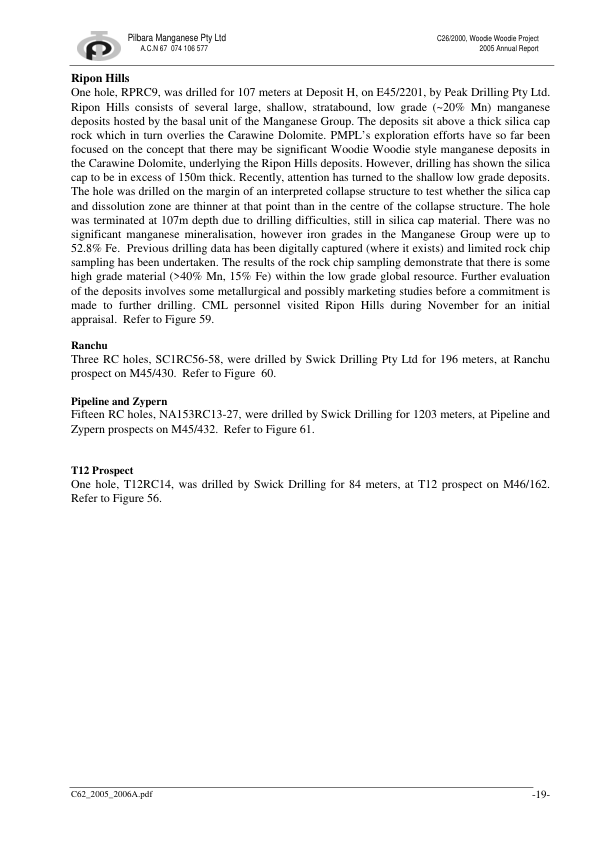 Pilbara Manganese Pty Ltd
A.C.N 67 074 106 577
C26/2000, Woodie Woodie Project
2005 Annual Report
Ripon Hills
One hole, RPRC9, was drilled for 107 meters at Deposit H, on E45/2201, by Peak Drilling Pty Ltd.
Ripon Hills consists of several large, shallow, stratabound, low grade (~20% Mn) manganese
deposits hosted by the basal unit of the Manganese Group. The deposits sit above a thick silica cap
rock which in turn overlies the Carawine Dolomite. PMPL's exploration efforts have so far been
focused on the concept that there may be significant Woodie Woodie style manganese deposits in
the Carawine Dolomite, underlying the Ripon Hills deposits. However, drilling has shown the silica
cap to be in excess of 150m thick. Recently, attention has turned to the shallow low grade deposits.
The hole was drilled on the margin of an interpreted collapse structure to test whether the silica cap
and dissolution zone are thinner at that point than in the centre of the collapse structure. The hole
was terminated at 107m depth due to drilling difficulties, still in silica cap material. There was no
significant manganese mineralisation, however iron grades in the Manganese Group were up to
52.8% Fe. Previous drilling data has been digitally captured (where it exists) and limited rock chip
sampling has been undertaken. The results of the rock chip sampling demonstrate that there is some
high grade material (>40% Mn, 15% Fe) within the low grade global resource. Further evaluation
of the deposits involves some metallurgical and possibly marketing studies before a commitment is
made to further drilling. CML personnel visited Ripon Hills during November for an initial
appraisal. Refer to Figure 59.
Ranchu
Three RC holes, SC1RC56-58, were drilled by Swick Drilling Pty Ltd for 196 meters, at Ranchu
prospect on M45/430. Refer to Figure 60.
Pipeline and Zypern
Fifteen RC holes, NA153RC13-27, were drilled by Swick Drilling for 1203 meters, at Pipeline and
Zypern prospects on M45/432. Refer to Figure 61.
T12 Prospect
One hole, T12RC14, was drilled by Swick Drilling for 84 meters, at T12 prospect on M46/162.
Refer to Figure 56.
C62_2005_2006A.pdf
-19-